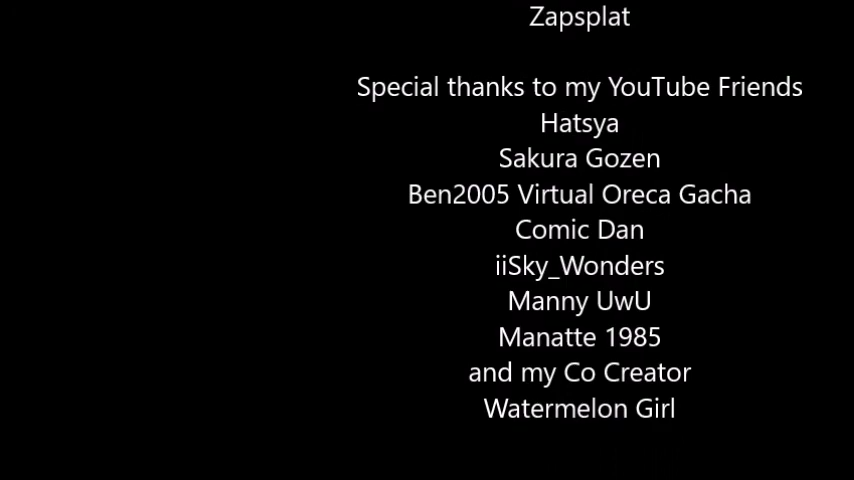 Zapsplat
Special thanks to my YouTube Friends
Hatsya
Sakura Gozen
Ben2005 Virtual Oreca Gacha
Comic Dan
iiSky_Wonders
Manny UwU
Manatte 1985
and my Co Creator
Watermelon Girl